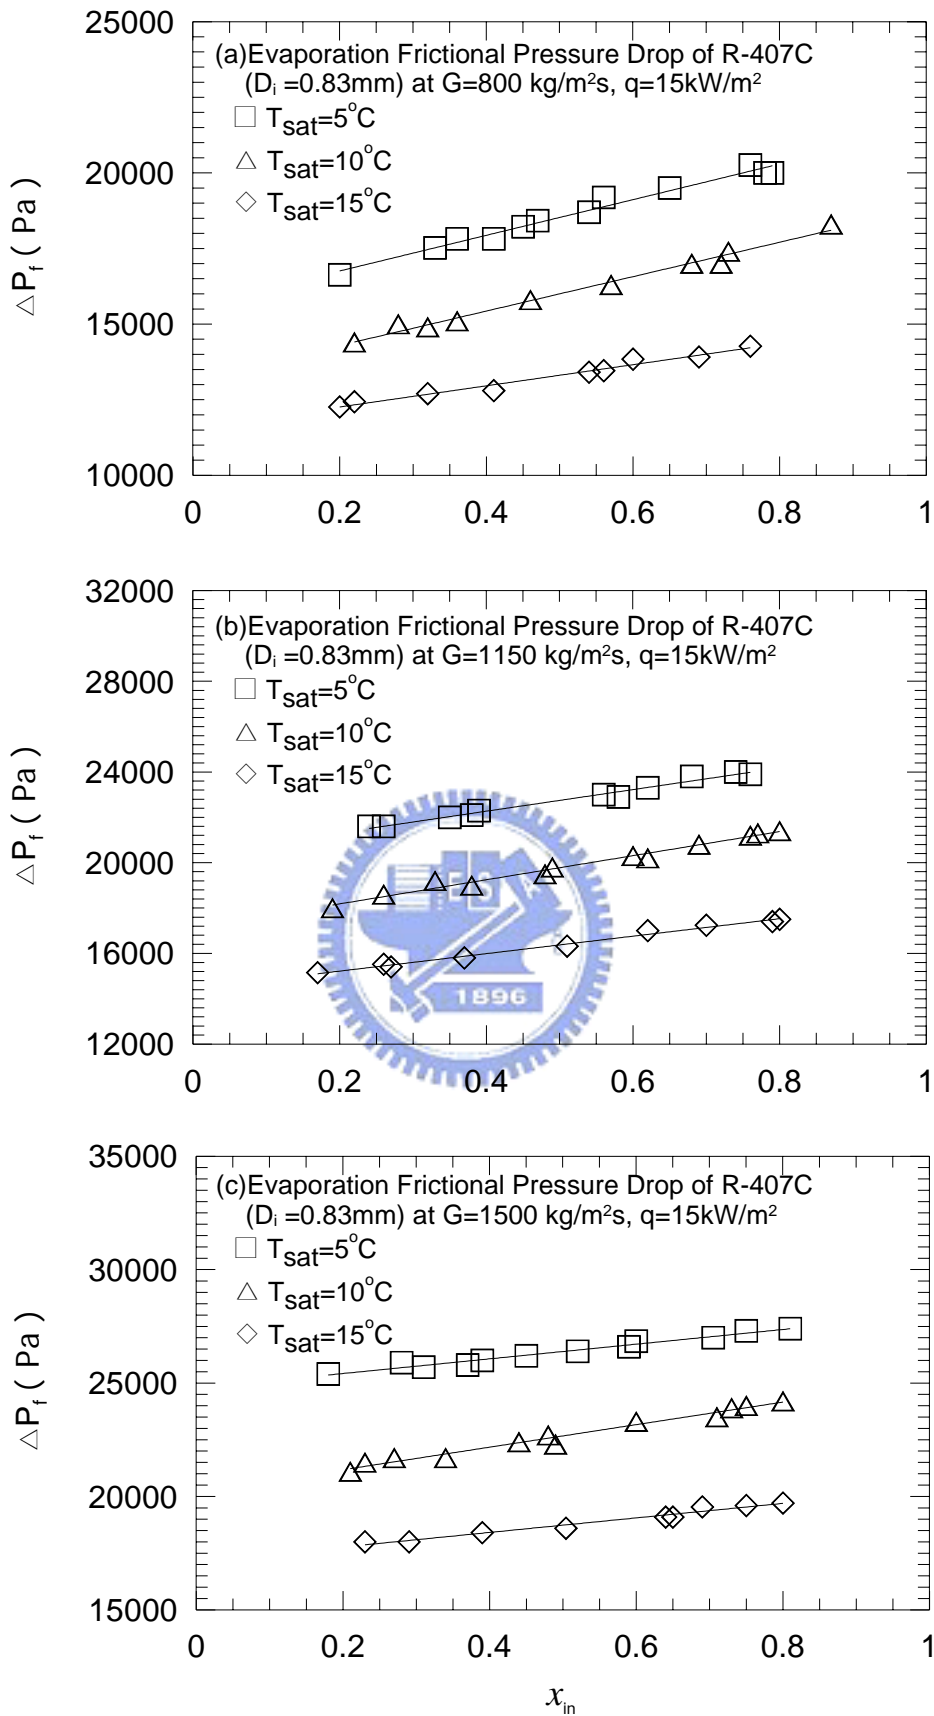 25000
(a)Evaporation Frictional Pressure Drop of R-407C
(Di =0.83mm) at G=800 kg/m²s, q=15kW/m²
Tsat=5°C
Tsat=10°C
Tsat=15°C
20000
15000
10000
△Pf ( Pa )
0 0.2 0.4 0.6 0.8 1
32000
(b)Evaporation Frictional Pressure Drop of R-407C
(Di =0.83mm) at G=1150 kg/m²s, q=15kW/m²
Tsat=5°C
Tsat=10°C
Tsat=15°C
28000
24000
20000
16000
12000
△Pf ( Pa )
1896
0 0.2 0.4 0.6 0.8 1
35000
(c)Evaporation Frictional Pressure Drop of R-407C
(Di =0.83mm) at G=1500 kg/m²s, q=15kW/m²
Tsat=5°C
Tsat=10°C
Tsat=15°C
30000
25000
20000
15000
△Pf ( Pa )
0 0.2 0.4 0.6 0.8 1
xin